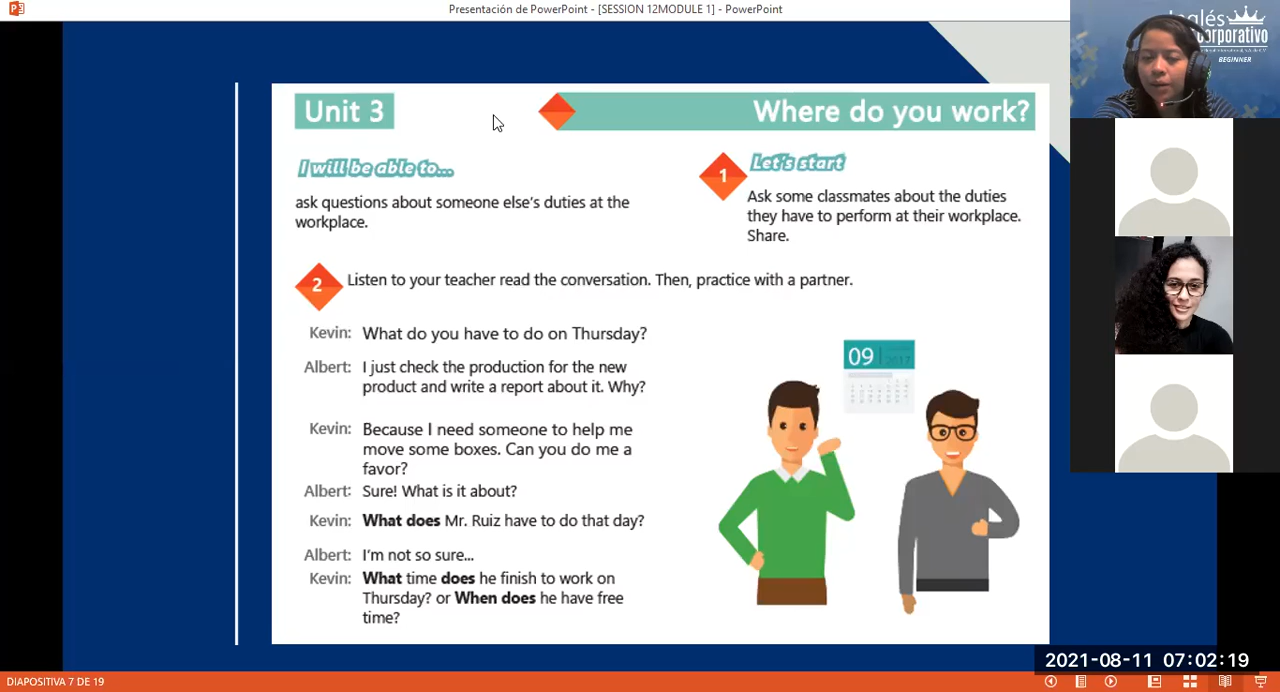 Presentación de PowerPoint - [SESSION 12MODULE 1] - PowerPoint
Inglés
corporativo
BEGINNER
Unit 3
Where do you work?
I will be able to...
ask questions about someone else's duties at the
workplace.
1
Let's start
Ask some classmates about the duties
they have to perform at their workplace.
Share.
2
Listen to your teacher read the conversation. Then, practice with a partner.
Kevin: What do you have to do on Thursday?
Albert: I just check the production for the new
product and write a report about it. Why?
Kevin: Because I need someone to help me
move some boxes. Can you do me a
favor?
Albert: Sure! What is it about?
Kevin: What does Mr. Ruiz have to do that day?
Albert: I'm not so sure...
Kevin: What time does he finish to work on
Thursday? or When does he have free
time?
09
2017
2021-08-11 07:02:19
DIAPOSITIVA 7 DE 19